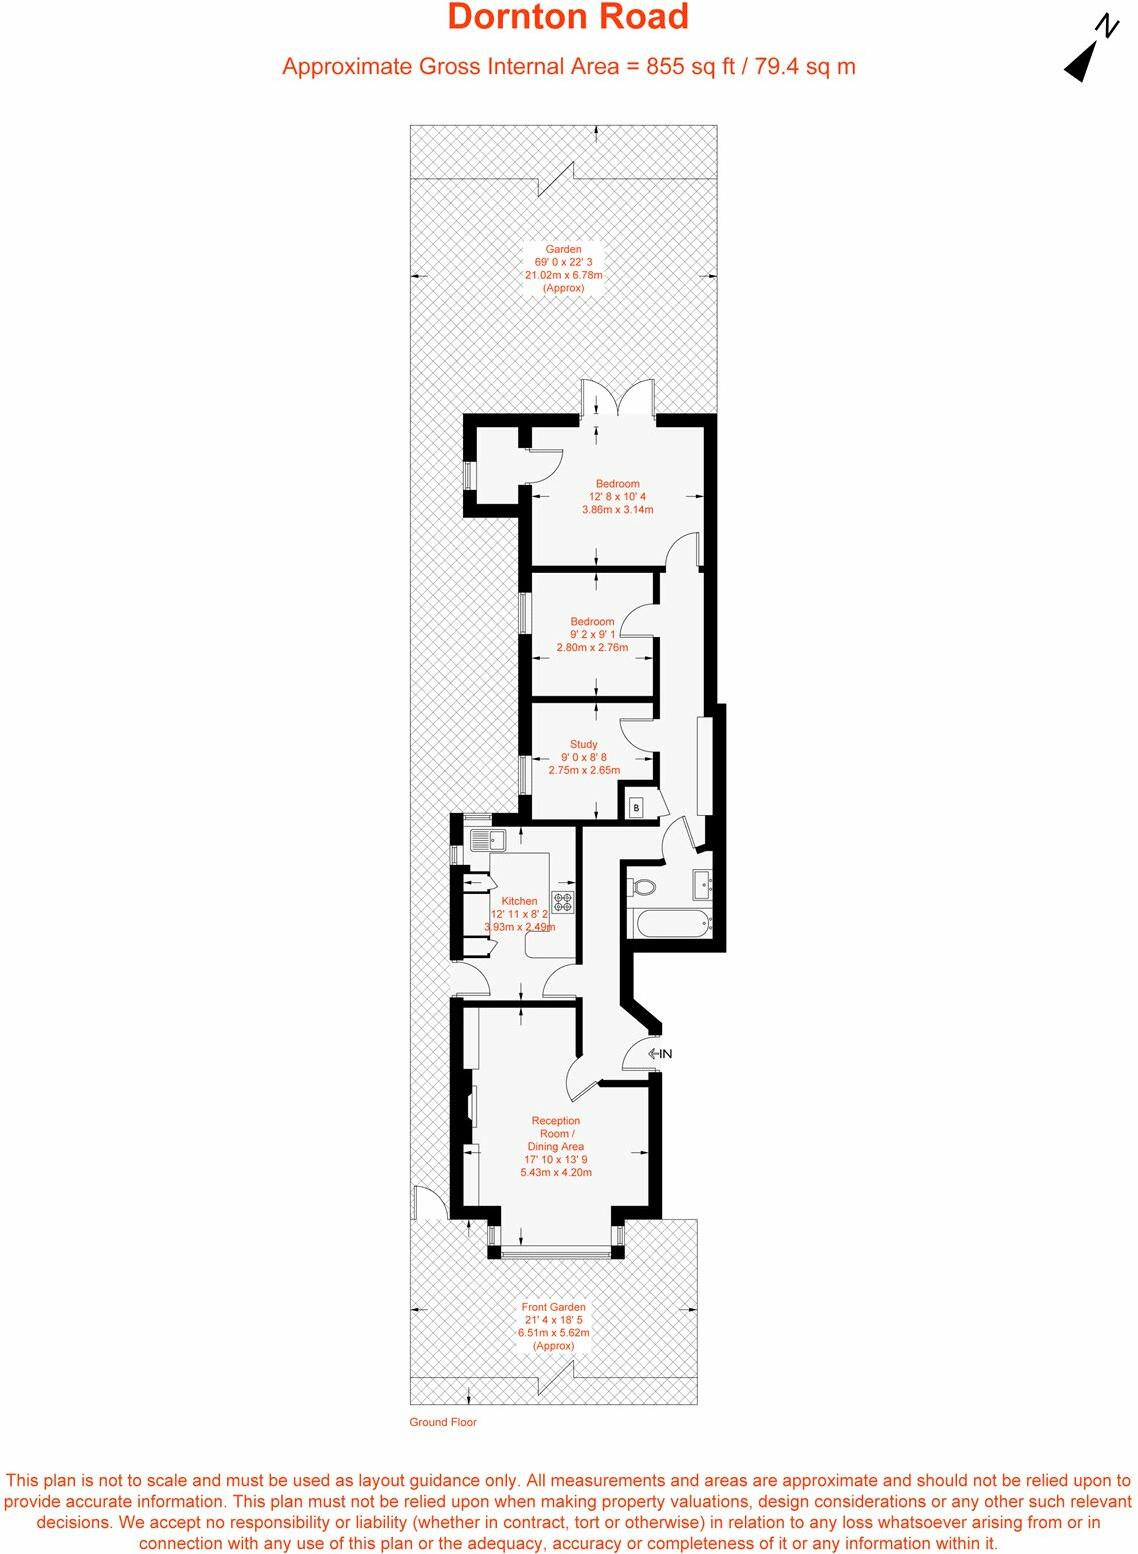 Dornton Road
N
Approximate Gross Internal Area = 855 sq ft / 79.4 sq m
Garden
69' 0 x 22' 3
21.02m x 6.78m
(Approx)
Bedroom
12' 8 x 10' 4
3.86m x 3.14m
Bedroom
9' 2 x 9' 1
2.80m x 2.76m
Study
9' 0 x 8' 8
2.75m x 2.65m
B
Kitchen
12' 11 x 8' 2
3.93m x 2.49m
IN
Reception
Room /
Dining Area
17' 10 x 13' 9
5.43m x 4.20m
Front Garden
21' 4 x 18' 5
6.51m x 5.62m
(Approx)
Ground Floor
This plan is not to scale and must be used as layout guidance only. All measurements and areas are approximate and should not be relied upon to
provide accurate information. This plan must not be relied upon when making property valuations, design considerations or any other such relevant
decisions. We accept no responsibility or liability (whether in contract, tort or otherwise) in relation to any loss whatsoever arising from or in
connection with any use of this plan or the adequacy, accuracy or completeness of it or any information within it.